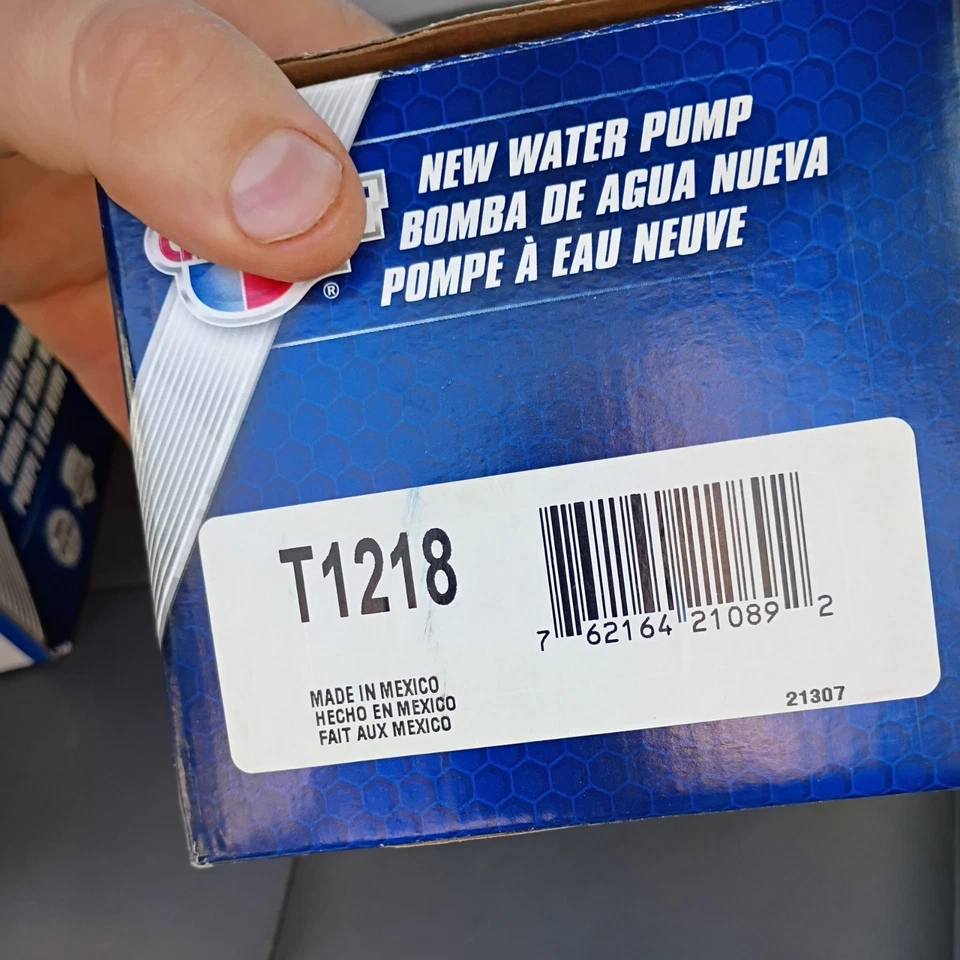 NEW WATER PUMP
BOMBA DE AGUA NUEVA
POMPE À EAU NEUVE
®
T1218
7 62164 21089 2
MADE IN MEXICO
HECHO EN MEXICO
FAIT AUX MEXICO
21307